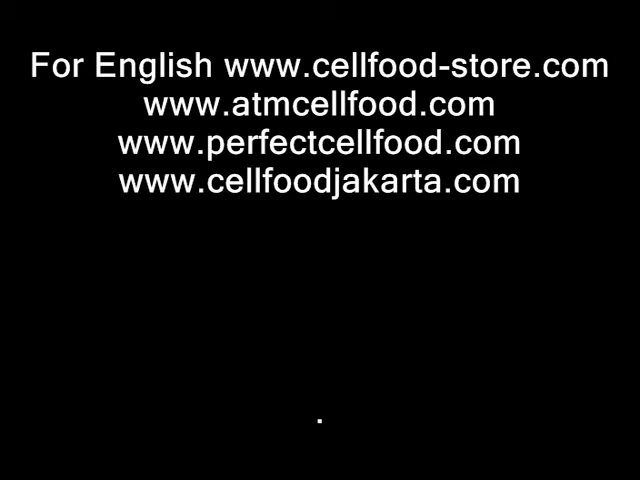 For English www.cellfood-store.com
www.atmcellfood.com
www.perfectcellfood.com
www.cellfoodjakarta.com
.